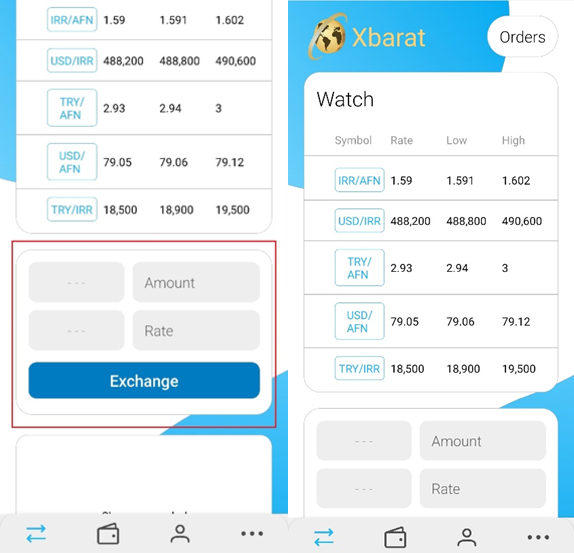 IRR/AFN 1.59 1.591 1.602
USD/IRR 488,200 488,800 490,600
TRY/
AFN 2.93 2.94 3
USD/
AFN 79.05 79.06 79.12
TRY/IRR 18,500 18,900 19,500
- - - Amount
- - - Rate
Exchange
Xbarat Orders
Watch
Symbol Rate Low High
IRR/AFN 1.59 1.591 1.602
USD/IRR 488,200 488,800 490,600
TRY/
AFN 2.93 2.94 3
USD/
AFN 79.05 79.06 79.12
TRY/IRR 18,500 18,900 19,500
- - - Amount
- - - Rate